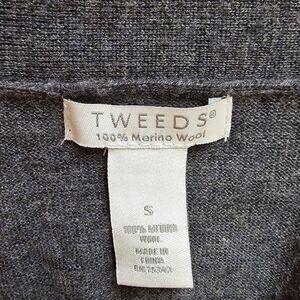 TWEEDS®
100% Merino Wool
S
100% MERINO
WOOL
MADE IN
CHINA